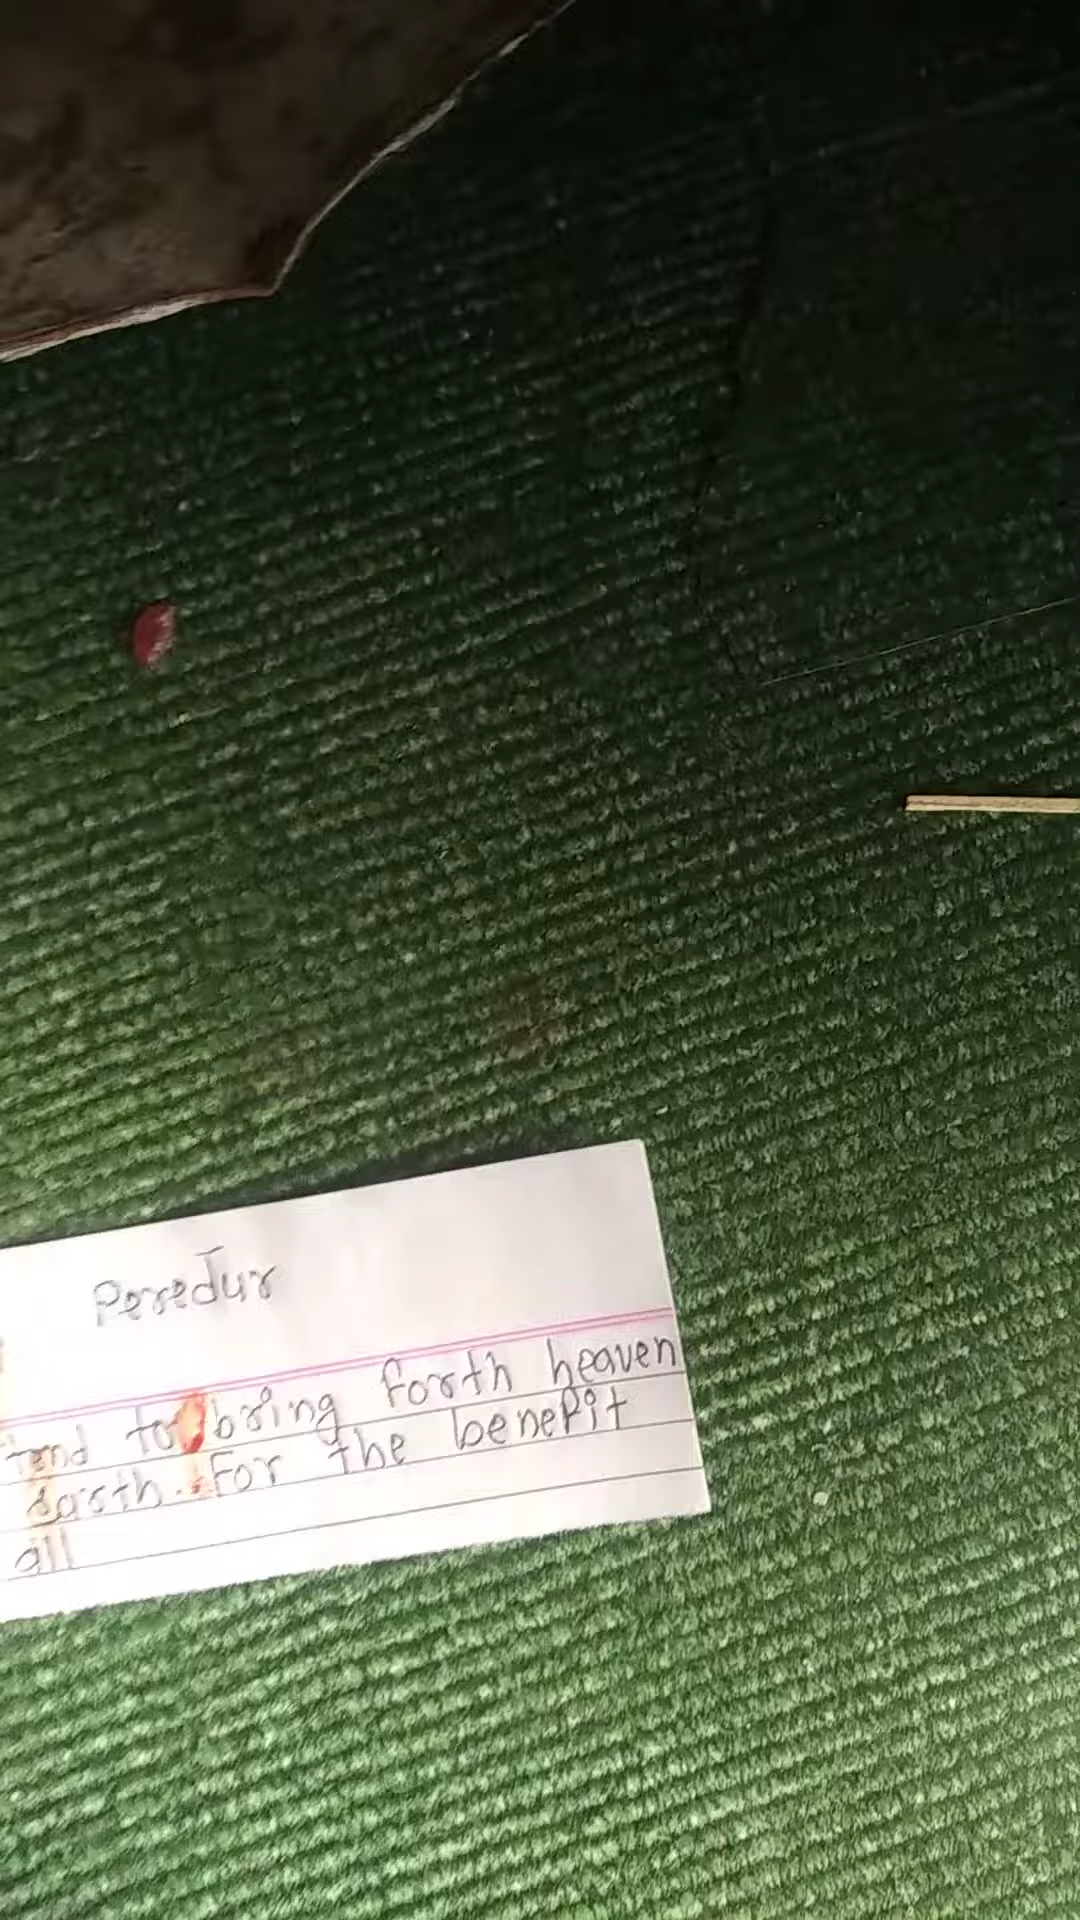 Peredur
tend to bring forth heaven
earth. For the benefit
all